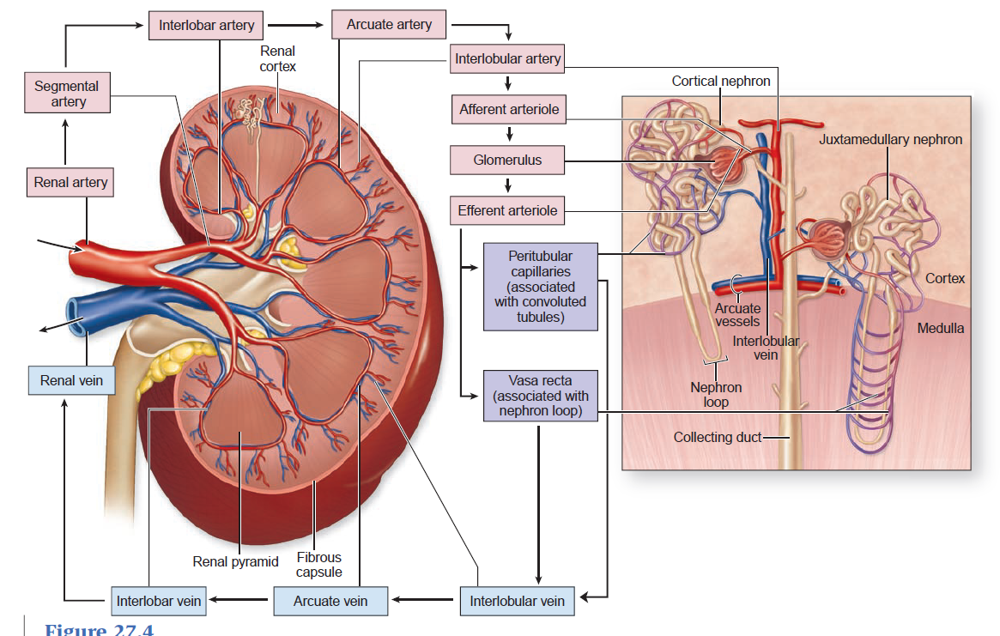 Interlobar artery
Arcuate artery
Renal
cortex
Interlobular artery
Segmental
artery
Cortical nephron
Afferent arteriole
Juxtamedullary nephron
Glomerulus
Renal artery
Efferent arteriole
Peritubular
capillaries
(associated
with convoluted
tubules)
Cortex
Arcuate
vessels
Medulla
Interlobular
vein
Renal vein
Vasa recta
(associated with
nephron loop)
Nephron
loop
Collecting duct
Renal pyramid
Fibrous
capsule
Interlobar vein
Arcuate vein
Interlobular vein
Figure 27.4